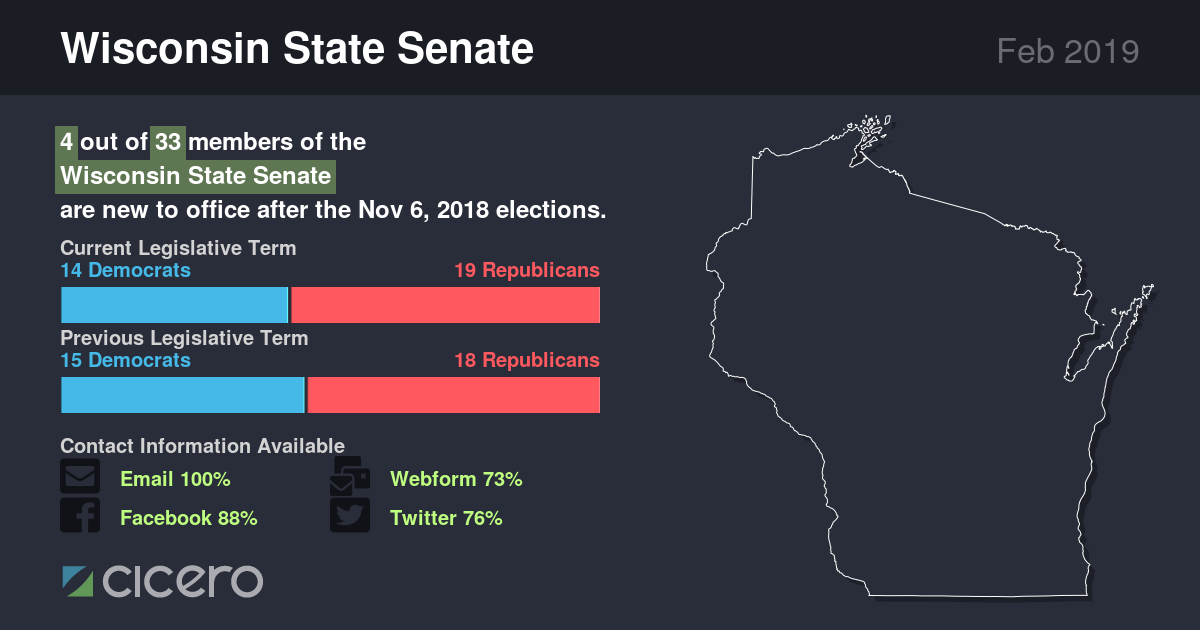 Wisconsin State Senate
Feb 2019
4 out of 33 members of the
Wisconsin State Senate
are new to office after the Nov 6, 2018 elections.
Current Legislative Term
14 Democrats
19 Republicans
Previous Legislative Term
15 Democrats
18 Republicans
Contact Information Available
Email 100%
Webform 73%
Facebook 88%
Twitter 76%
cicero